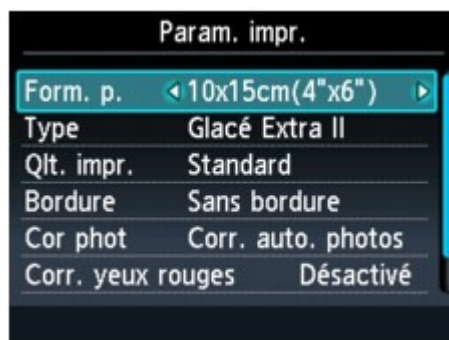 Param. impr.
Form. p. 10x15cm(4"x6")
Type Glacé Extra II
Qlt. impr. Standard
Bordure Sans bordure
Cor phot Corr. auto. photos
Corr. yeux rouges Désactivé